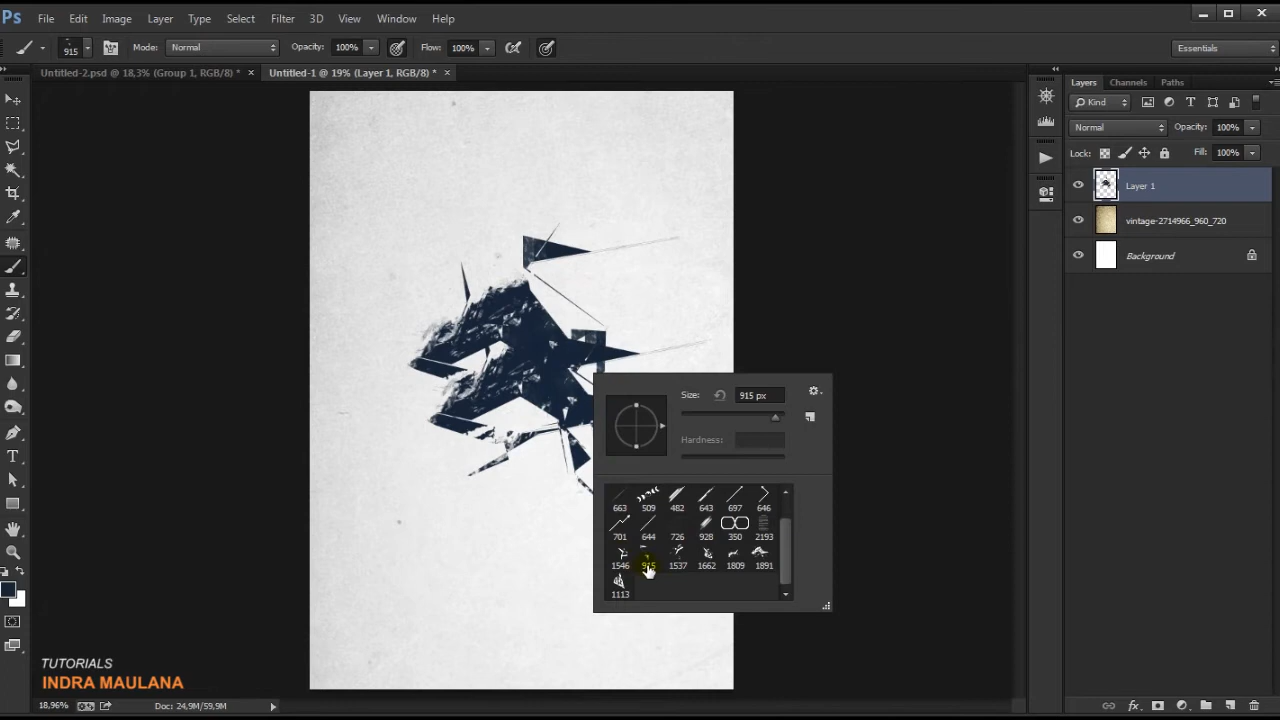 Ps File Edit Image Layer Type Select Filter 3D View Window Help
915 Mode: Normal Opacity: 100% Flow: 100% Essentials
Untitled-2.psd @ 18,3% (Group 1, RGB/8) * × Untitled-1 @ 19% (Layer 1, RGB/8) * ×
Layers Channels Paths
Kind
Normal Opacity: 100%
Lock: Fill: 100%
Layer 1
vintage-2714966_960_720
Background
Size: 915 px
Hardness:
663 509 482 482 697 646
701 644 726 928 350 2193
1546 915 1537 1662 1809 1891
1113
TUTORIALS
INDRA MAULANA
18,96% Doc: 24,9M/59,9M